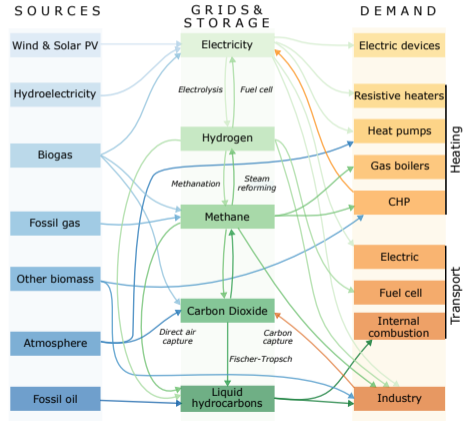 SOURCES
GRIDS &
STORAGE
DEMAND
Wind & Solar PV
Electricity
Electric devices
Hydroelectricity
Electrolysis
Fuel cell
Resistive heaters
Heat pumps
Hydrogen
Biogas
Gas boilers
Heating
Methanation
Steam
reforming
CHP
Fossil gas
Methane
Electric
Other biomass
Fuel cell
Transport
Carbon Dioxide
Internal
combustion
Atmosphere
Direct air
capture
Carbon
capture
Fischer-Tropsch
Fossil oil
Liquid
hydrocarbons
Industry